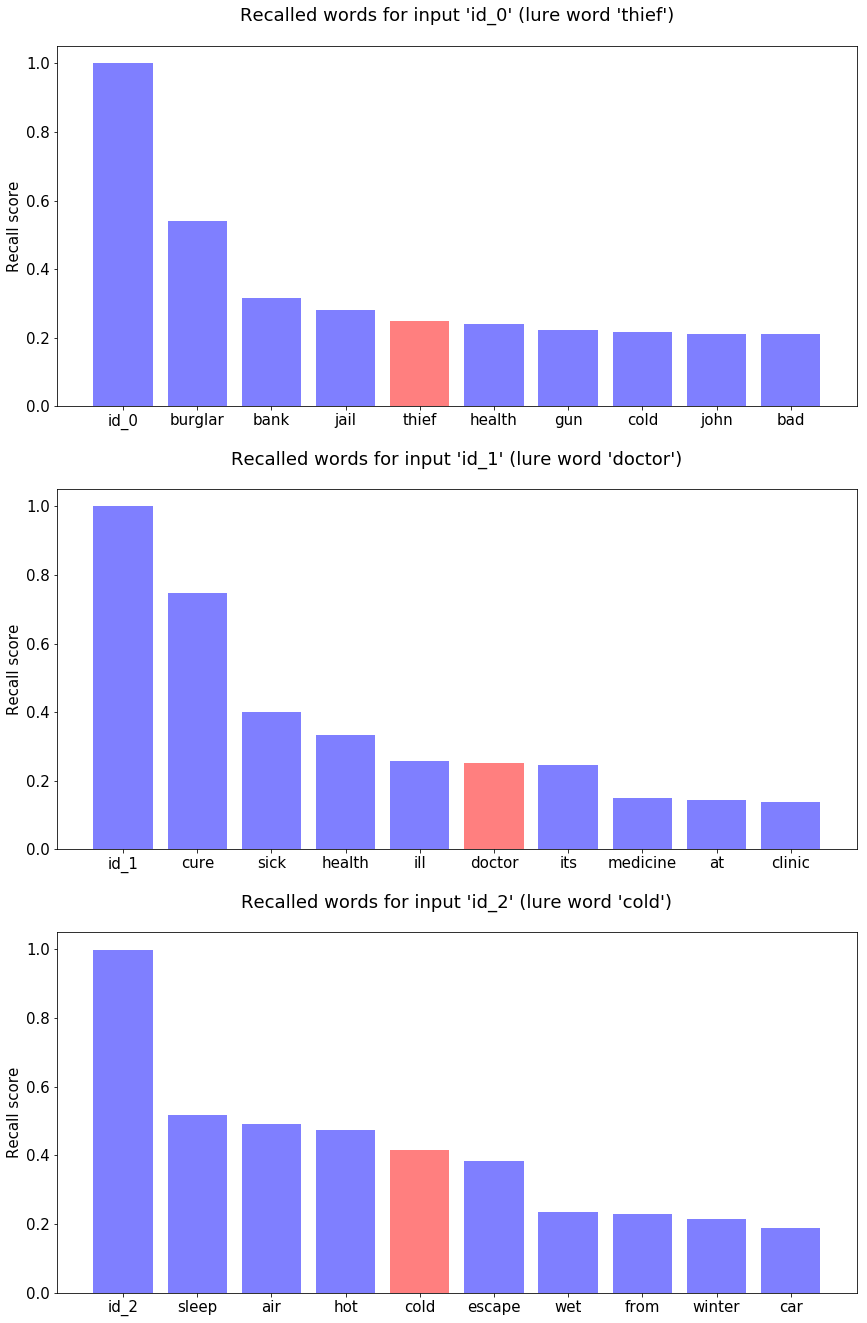 Recalled words for input 'id_0' (lure word 'thief')
1.0
0.8
0.6
0.4
0.2
0.0
Recall score
id_0 burglar bank jail thief health gun cold john bad
Recalled words for input 'id_1' (lure word 'doctor')
1.0
0.8
0.6
0.4
0.2
0.0
Recall score
id_1 cure sick health ill doctor its medicine at clinic
Recalled words for input 'id_2' (lure word 'cold')
1.0
0.8
0.6
0.4
0.2
0.0
Recall score
id_2 sleep air hot cold escape wet from winter car